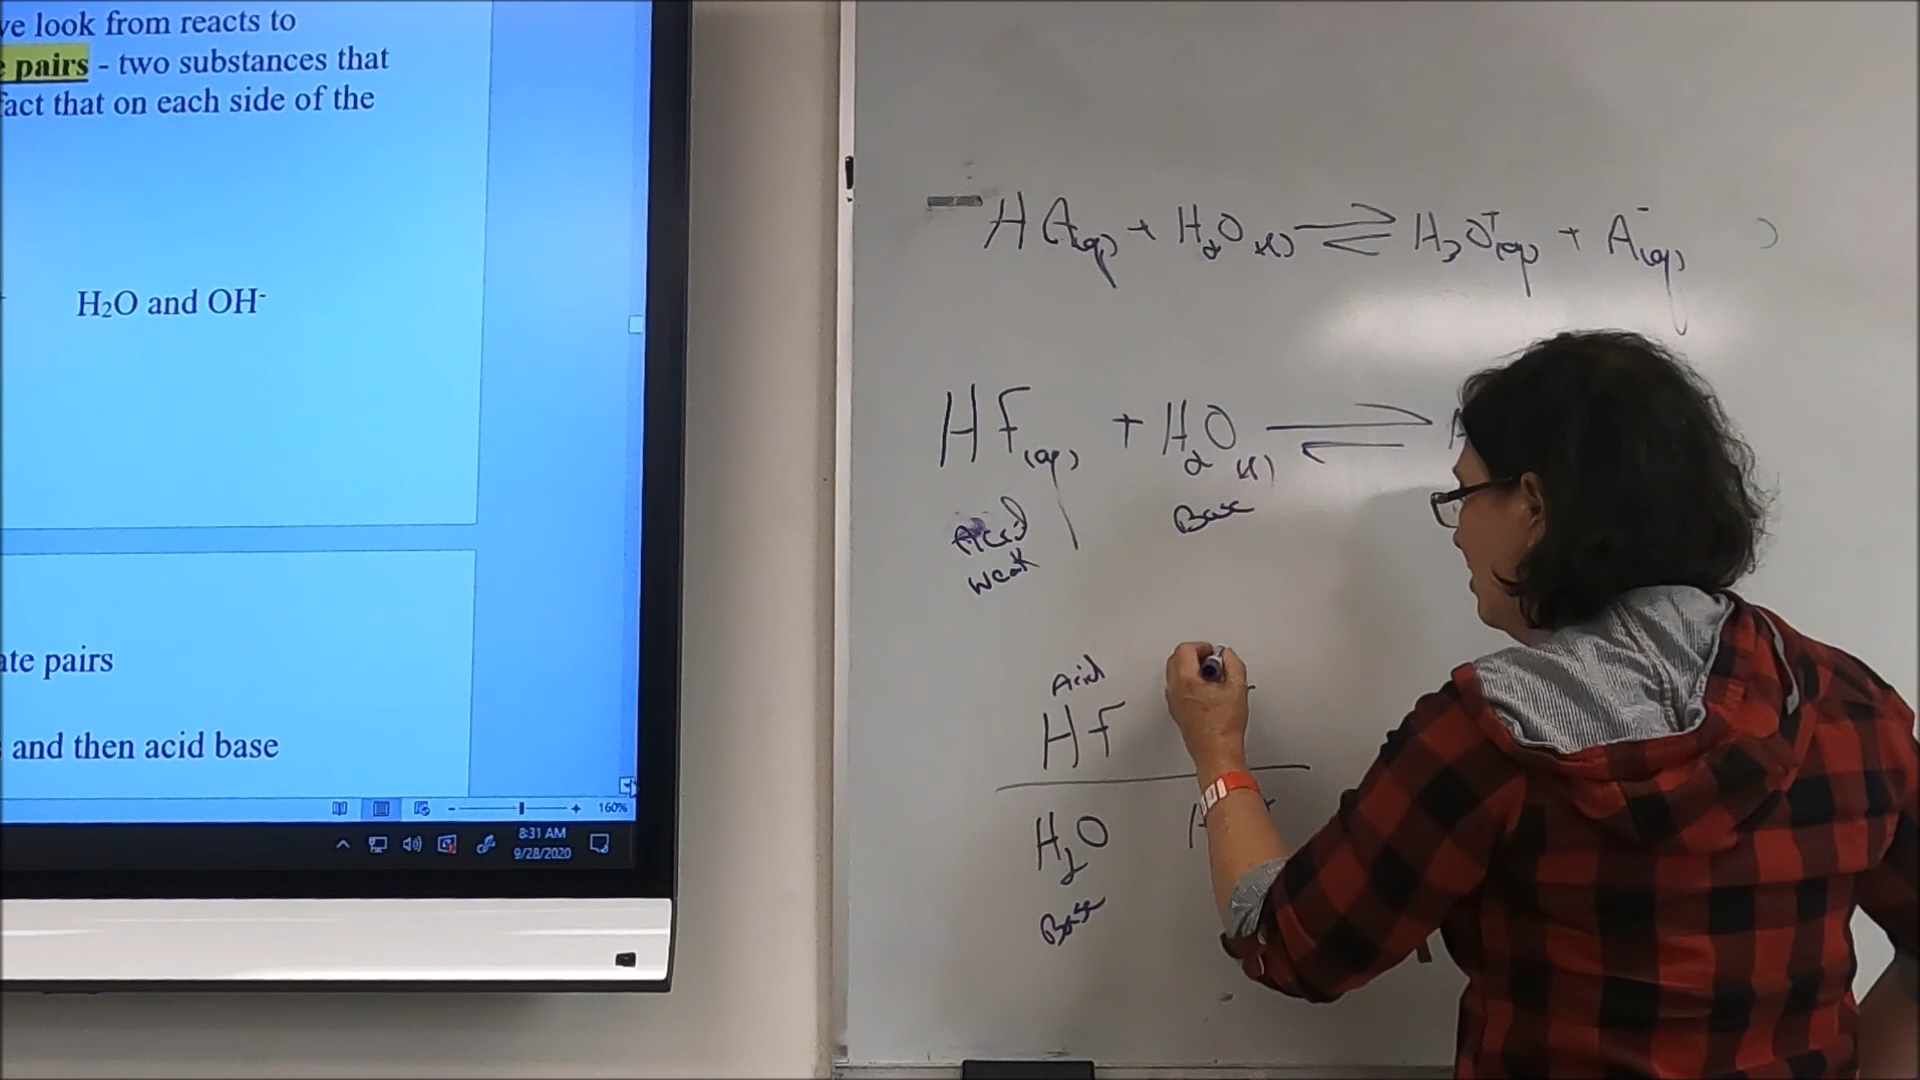 ve look from reacts to
pairs - two substances that
fact that on each side of the
H₂O and OH⁻
ate pairs
and then acid base
160%
8:31 AM
9/28/2020
HA(aq) + H₂O(l) ⇌ H₃O⁺(aq) + A⁻(aq)
HF(aq) + H₂O(l) ⇌
Acid Base
weak
Acid
HF
H₂O H
Base